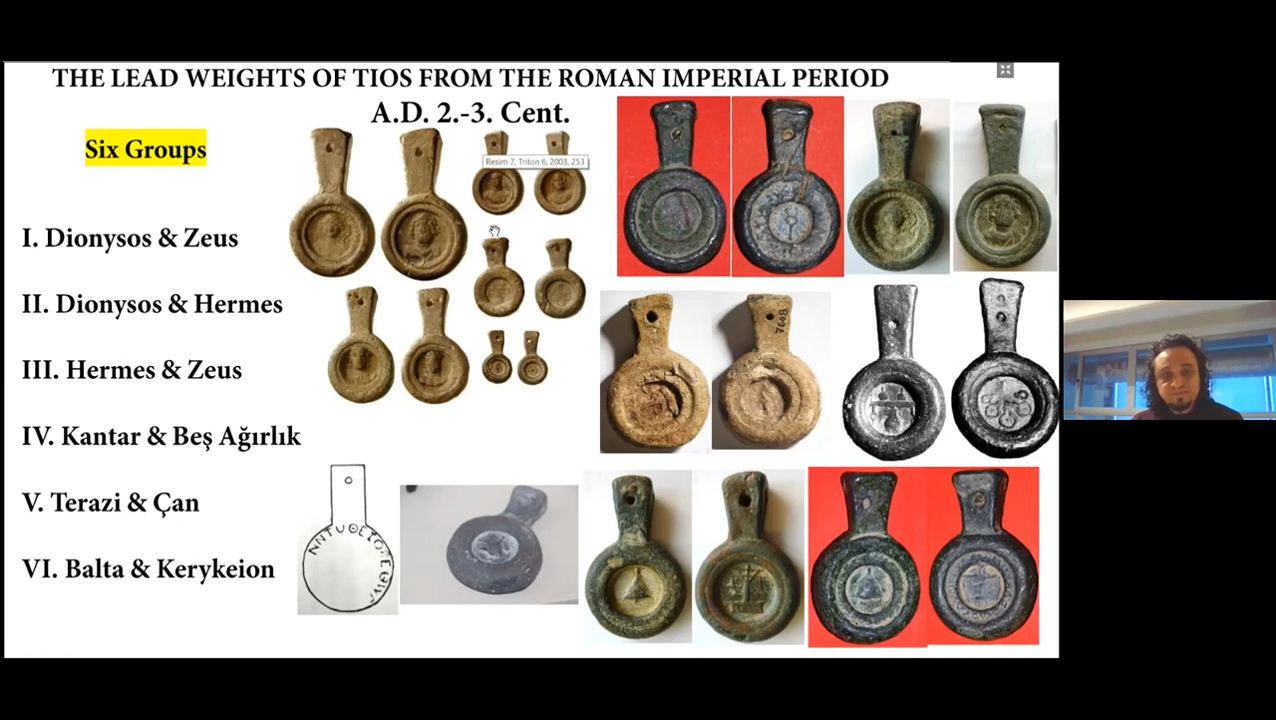 THE LEAD WEIGHTS OF TIOS FROM THE ROMAN IMPERIAL PERIOD
A.D. 2.-3. Cent.
Six Groups
Resim 7, Triton 6, 2003, 253
I. Dionysos & Zeus
II. Dionysos & Hermes
III. Hermes & Zeus
IV. Kantar & Beş Ağırlık
V. Terazi & Çan
VI. Balta & Kerykeion
7608